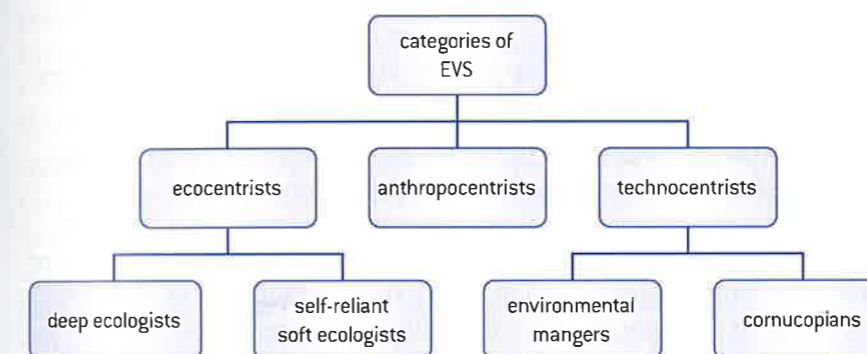 categories of
EVS
ecocentrists
anthropocentrists
technocentrists
deep ecologists
self-reliant
soft ecologists
environmental
mangers
cornucopians